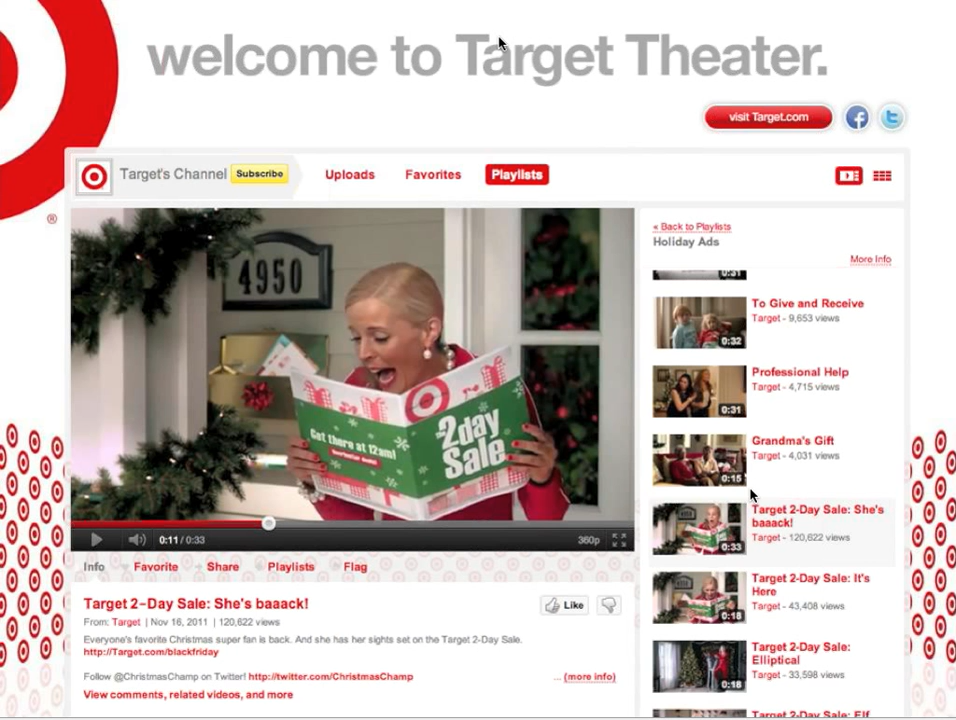 welcome to Target Theater.
visit Target.com
Target's Channel
Subscribe
Uploads
Favorites
Playlists
®
4950
Get there at 12am!
2day
Sale
0:11 / 0:33
360p
« Back to Playlists
Holiday Ads
More Info
0:31
To Give and Receive
Target - 9,653 views
0:32
Professional Help
Target - 4,715 views
0:31
Grandma's Gift
Target - 4,031 views
0:15
Target 2-Day Sale: She's
baaack!
Target - 120,622 views
0:33
Target 2-Day Sale: It's
Here
Target - 43,408 views
0:18
Target 2-Day Sale:
Elliptical
Target - 33,598 views
0:18
Target 2-Day Sale: Elf
Info
Favorite
Share
Playlists
Flag
Target 2-Day Sale: She's baaack!
Like
From: Target | Nov 16, 2011 | 120,622 views
Everyone's favorite Christmas super fan is back. And she has her sights set on the Target 2-Day Sale.
http://Target.com/blackfriday
Follow @ChristmasChamp on Twitter! http://twitter.com/ChristmasChamp
... (more info)
View comments, related videos, and more